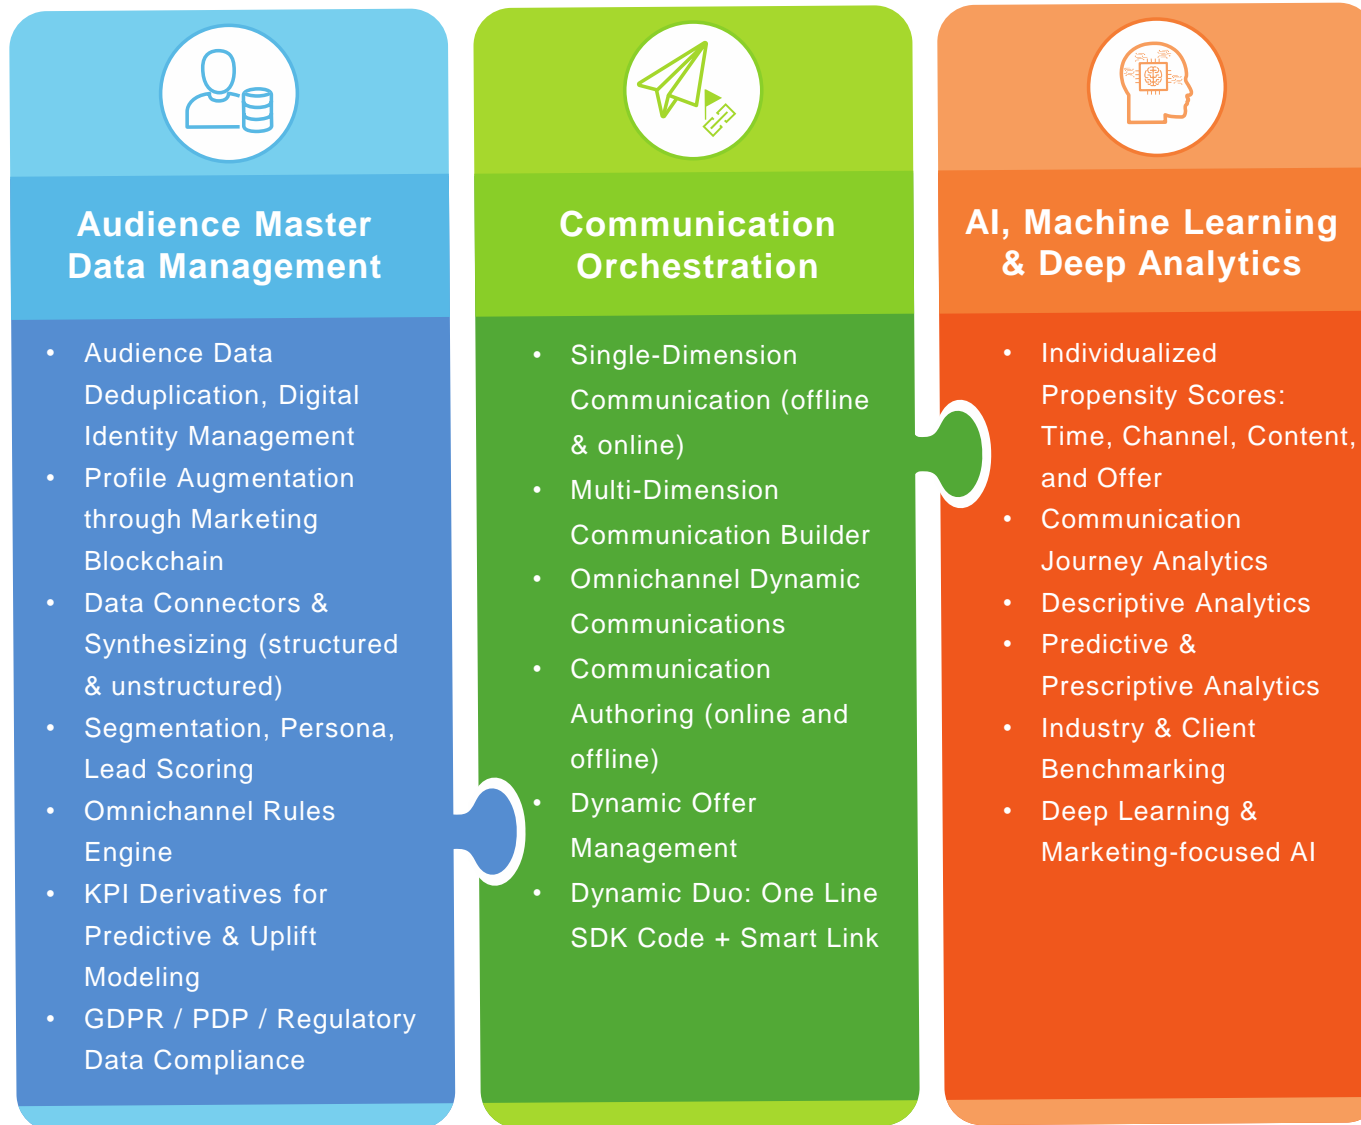 Audience Master
Data Management
• Audience Data
Deduplication, Digital
Identity Management
• Profile Augmentation
through Marketing
Blockchain
• Data Connectors &
Synthesizing (structured
& unstructured)
• Segmentation, Persona,
Lead Scoring
• Omnichannel Rules
Engine
• KPI Derivatives for
Predictive & Uplift
Modeling
• GDPR / PDP / Regulatory
Data Compliance
Communication
Orchestration
• Single-Dimension
Communication (offline
& online)
• Multi-Dimension
Communication Builder
• Omnichannel Dynamic
Communications
• Communication
Authoring (online and
offline)
• Dynamic Offer
Management
• Dynamic Duo: One Line
SDK Code + Smart Link
AI, Machine Learning
& Deep Analytics
• Individualized
Propensity Scores:
Time, Channel, Content,
and Offer
• Communication
Journey Analytics
• Descriptive Analytics
• Predictive &
Prescriptive Analytics
• Industry & Client
Benchmarking
• Deep Learning &
Marketing-focused AI